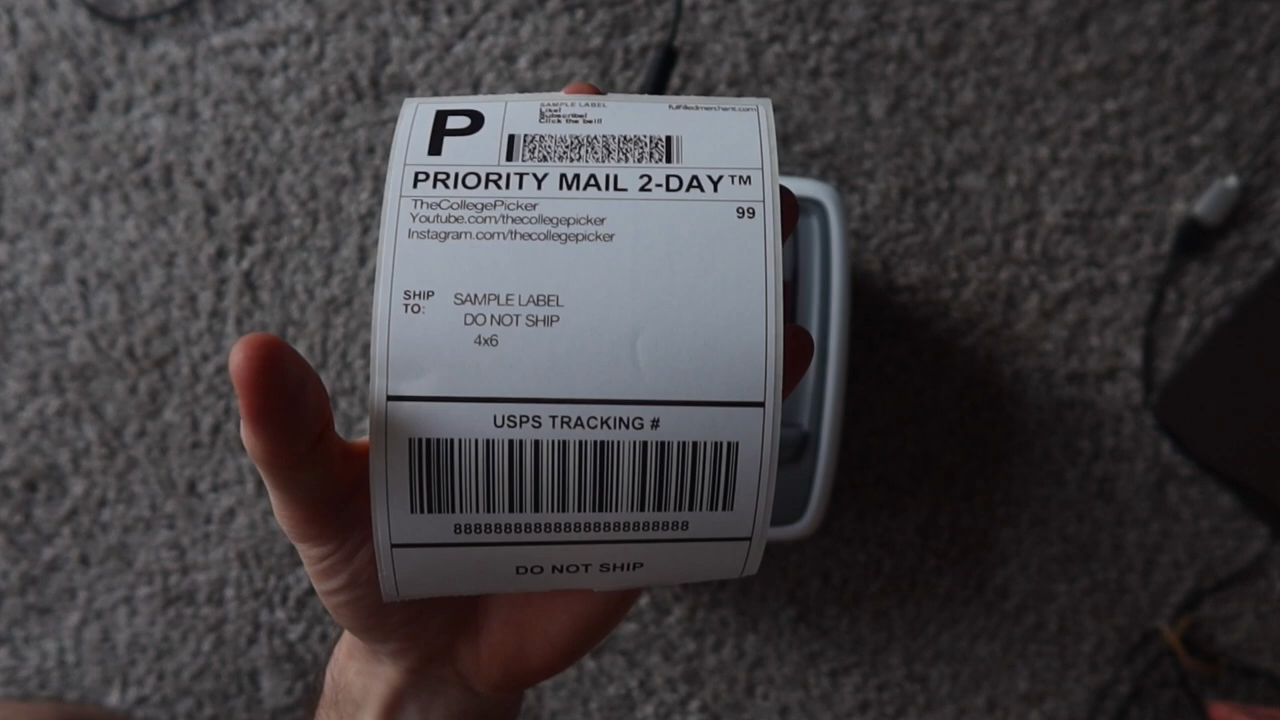 P
SAMPLE LABEL
Like!
Subscribe!
Click the bell!
fulfilledmerchant.com
PRIORITY MAIL 2-DAY™
TheCollegePicker
Youtube.com/thecollegepicker
Instagram.com/thecollegepicker
99
SHIP TO:
SAMPLE LABEL
DO NOT SHIP
4x6
USPS TRACKING #
88888888888888888888888888
DO NOT SHIP